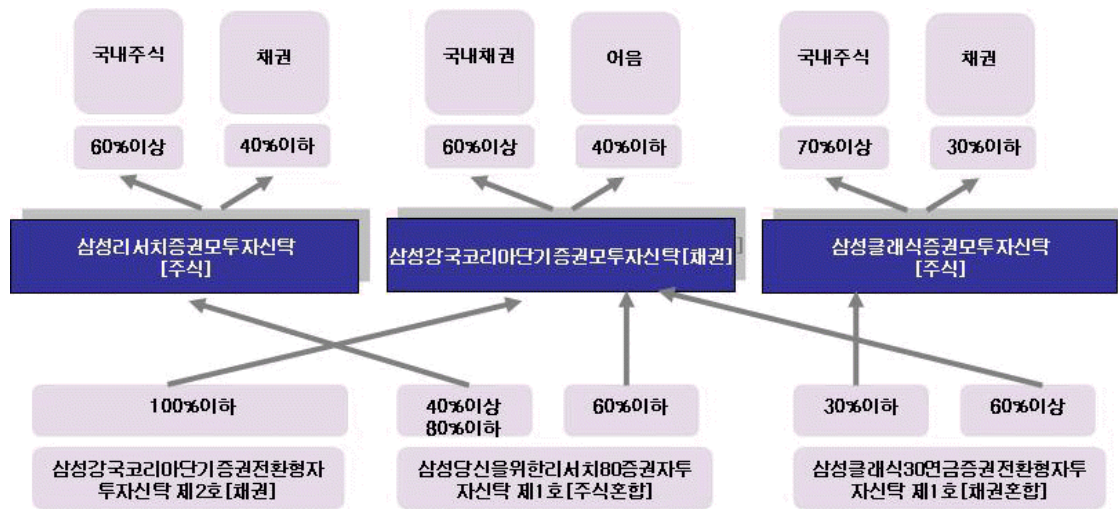 국내주식
채권
국내채권
어음
국내주식
채권
60%이상
40%이하
60%이상
40%이하
70%이상
30%이하
삼성리서치증권모투자신탁
[주식]
삼성강국코리아단기증권모투자신탁[채권]
]
삼성클래식증권모투자신탁
[주식]
100%이하
40%이상
80%이하
60%이하
30%이하
60%이상
삼성강국코리아단기증권전환형자
투자신탁 제2호[채권]
삼성당신을위한리서치80증권자투
자신탁 제1호[주식혼합]
삼성클래식30연금증권전환형자투
자신탁 제1호[채권혼합]